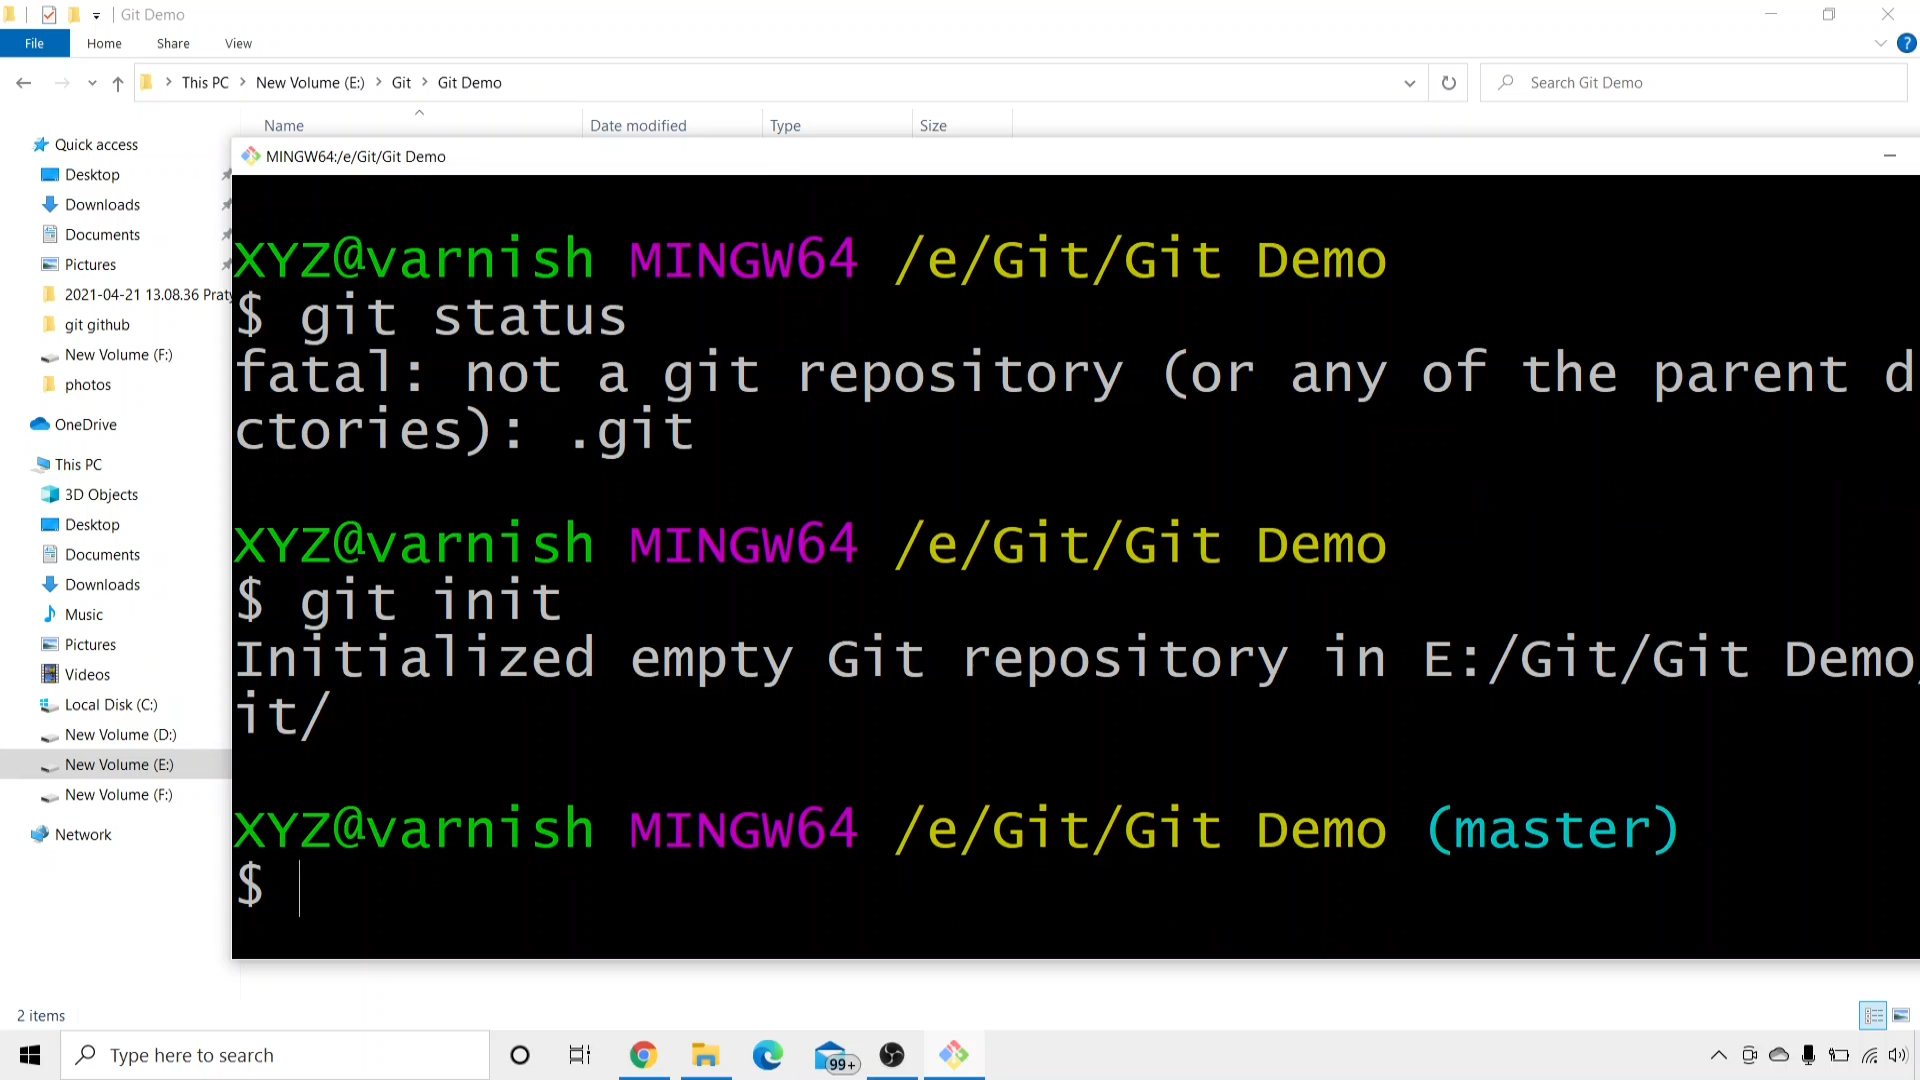 Git Demo
File Home Share View
This PC > New Volume (E:) > Git > Git Demo
Search Git Demo
Name Date modified Type Size
Quick access
Desktop
Downloads
Documents
Pictures
2021-04-21 13.08.36 Praty
git github
New Volume (F:)
photos
OneDrive
This PC
3D Objects
Desktop
Documents
Downloads
Music
Pictures
Videos
Local Disk (C:)
New Volume (D:)
New Volume (E:)
New Volume (F:)
Network
MINGW64:/e/Git/Git Demo
XYZ@varnish MINGW64 /e/Git/Git Demo
$ git status
fatal: not a git repository (or any of the parent d
ctories): .git
XYZ@varnish MINGW64 /e/Git/Git Demo
$ git init
Initialized empty Git repository in E:/Git/Git Demo/
it/
XYZ@varnish MINGW64 /e/Git/Git Demo (master)
$
2 items
Type here to search
99+